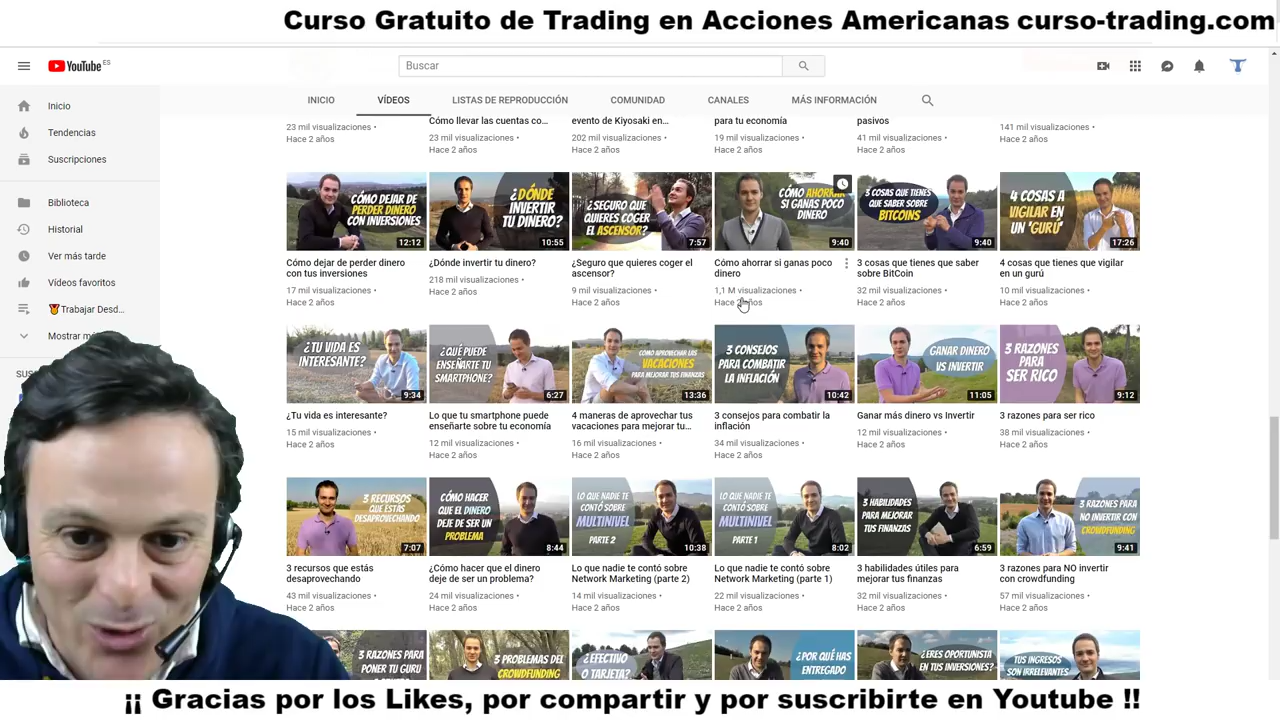 Curso Gratuito de Trading en Acciones Americanas curso-trading.com
YouTube ES
Buscar
INICIO VÍDEOS LISTAS DE REPRODUCCIÓN COMUNIDAD CANALES MÁS INFORMACIÓN
Inicio
Tendencias
Suscripciones
Biblioteca
Historial
Ver más tarde
Vídeos favoritos
🏅Trabajar Desd...
Mostrar m
SUS
23 mil visualizaciones •
Hace 2 años
Cómo llevar las cuentas co...
23 mil visualizaciones •
Hace 2 años
evento de Kiyosaki en...
202 mil visualizaciones •
Hace 2 años
para tu economía
19 mil visualizaciones •
Hace 2 años
pasivos
41 mil visualizaciones •
Hace 2 años
141 mil visualizaciones •
Hace 2 años
CÓMO DEJAR DE
PERDER DINERO
CON INVERSIONES
12:12
Cómo dejar de perder dinero
con tus inversiones
17 mil visualizaciones •
Hace 2 años
¿DÓNDE
INVERTIR
TU DINERO?
10:55
¿Dónde invertir tu dinero?
218 mil visualizaciones •
Hace 2 años
¿SEGURO QUE
QUIERES COGER
EL ASCENSOR?
7:57
¿Seguro que quieres coger el
ascensor?
9 mil visualizaciones •
Hace 2 años
CÓMO AHORRAR
SI GANAS POCO
DINERO
9:40
Cómo ahorrar si ganas poco
dinero
1,1 M visualizaciones •
Hace 2 años
3 COSAS QUE TIENES
QUE SABER SOBRE
BITCOINS
9:40
3 cosas que tienes que saber
sobre BitCoin
32 mil visualizaciones •
Hace 2 años
4 COSAS A
VIGILAR EN
UN 'GURÚ'
17:26
4 cosas que tienes que vigilar
en un gurú
10 mil visualizaciones •
Hace 2 años
¿TU VIDA ES
INTERESANTE?
9:34
¿Tu vida es interesante?
15 mil visualizaciones •
Hace 2 años
¿QUÉ PUEDE
ENSEÑARTE TU
SMARTPHONE?
6:27
Lo que tu smartphone puede
enseñarte sobre tu economía
12 mil visualizaciones •
Hace 2 años
CÓMO APROVECHAR LAS
VACACIONES
PARA MEJORAR TUS FINANZAS
13:36
4 maneras de aprovechar tus
vacaciones para mejorar tu...
16 mil visualizaciones •
Hace 2 años
3 CONSEJOS
PARA COMBATIR
LA INFLACIÓN
10:42
3 consejos para combatir la
inflación
34 mil visualizaciones •
Hace 2 años
GANAR DINERO
VS INVERTIR
11:05
Ganar más dinero vs Invertir
12 mil visualizaciones •
Hace 2 años
3 RAZONES
PARA
SER RICO
9:12
3 razones para ser rico
38 mil visualizaciones •
Hace 2 años
3 RECURSOS
QUE ESTÁS
DESAPROVECHANDO
7:07
3 recursos que estás
desaprovechando
43 mil visualizaciones •
Hace 2 años
CÓMO HACER
QUE EL DINERO
DEJE DE SER UN
PROBLEMA
8:44
¿Cómo hacer que el dinero
deje de ser un problema?
24 mil visualizaciones •
Hace 2 años
LO QUE NADIE TE
CONTÓ SOBRE
MULTINIVEL
PARTE 2
10:38
Lo que nadie te contó sobre
Network Marketing (parte 2)
14 mil visualizaciones •
Hace 2 años
LO QUE NADIE TE
CONTÓ SOBRE
MULTINIVEL
PARTE 1
8:02
Lo que nadie te contó sobre
Network Marketing (parte 1)
22 mil visualizaciones •
Hace 2 años
3 HABILIDADES
PARA MEJORAR
TUS FINANZAS
6:59
3 habilidades útiles para
mejorar tus finanzas
32 mil visualizaciones •
Hace 2 años
3 RAZONES PARA
NO INVERTIR CON
CROWDFUNDING
9:41
3 razones para NO invertir
con crowdfunding
57 mil visualizaciones •
Hace 2 años
3 RAZONES PARA
PONER TU GURU
3 PROBLEMAS DEL
CROWDFUNDING
¿EFECTIVO
O TARJETA?
¿POR QUÉ HAS
ENTREGADO
¿ERES OPORTUNISTA
EN TUS INVERSIONES?
TUS INGRESOS
SON IRRELEVANTES
¡¡ Gracias por los Likes, por compartir y por suscribirte en Youtube !!